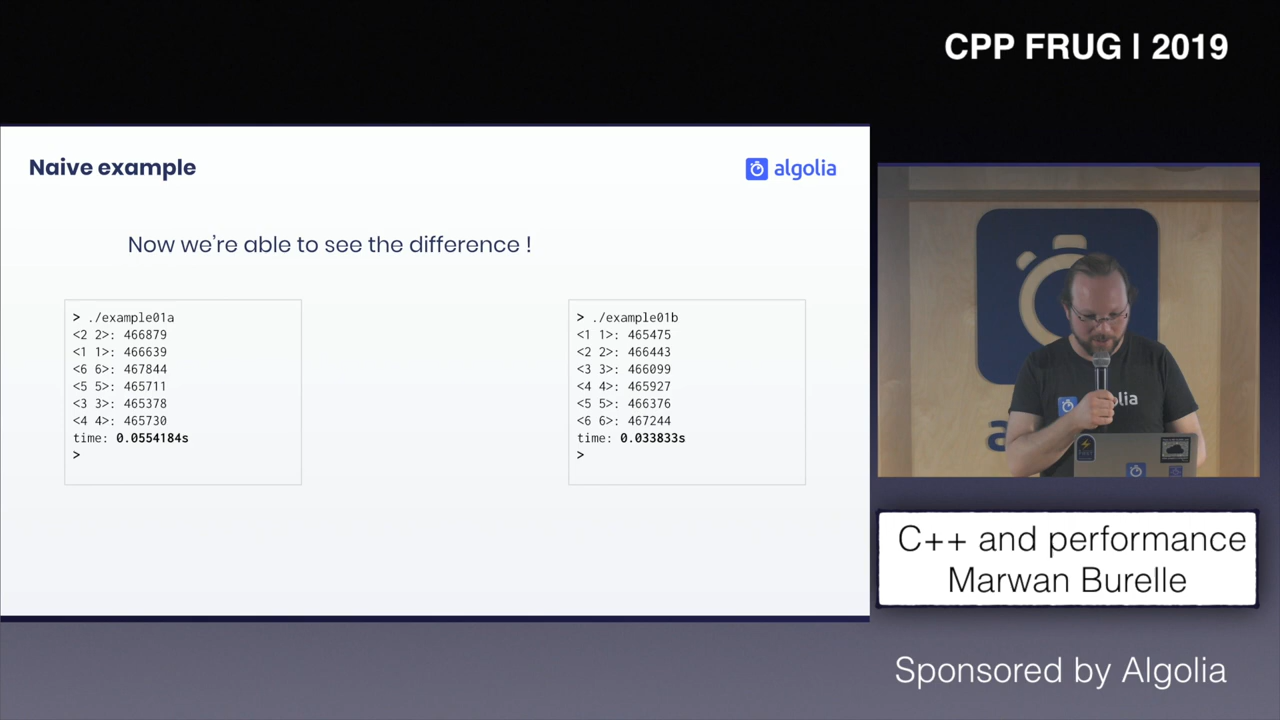 CPP FRUG | 2019
Naive example
algolia
Now we're able to see the difference !
> ./example01a
<2 2>: 466879
<1 1>: 466639
<6 6>: 467844
<5 5>: 465711
<3 3>: 465378
<4 4>: 465730
time: 0.0554184s
>
> ./example01b
<1 1>: 465475
<2 2>: 466443
<3 3>: 466099
<4 4>: 465927
<5 5>: 466376
<6 6>: 467244
time: 0.033833s
>
C++ and performance
Marwan Burelle
Sponsored by Algolia